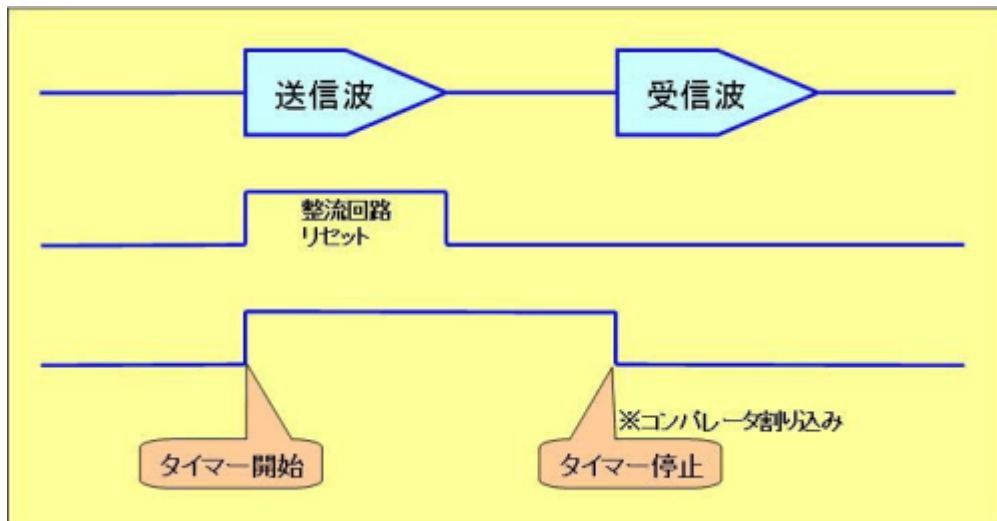 送信波
受信波
整流回路
リセット
※コンパレータ割り込み
タイマー開始
タイマー停止